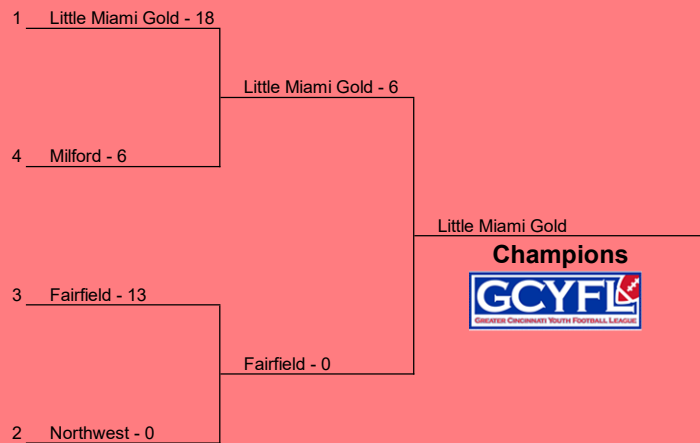 1 Little Miami Gold - 18
Little Miami Gold - 6
4 Milford - 6
Little Miami Gold
Champions
GCYFL
GREATER CINCINNATI YOUTH FOOTBALL LEAGUE
3 Fairfield - 13
Fairfield - 0
2 Northwest - 0